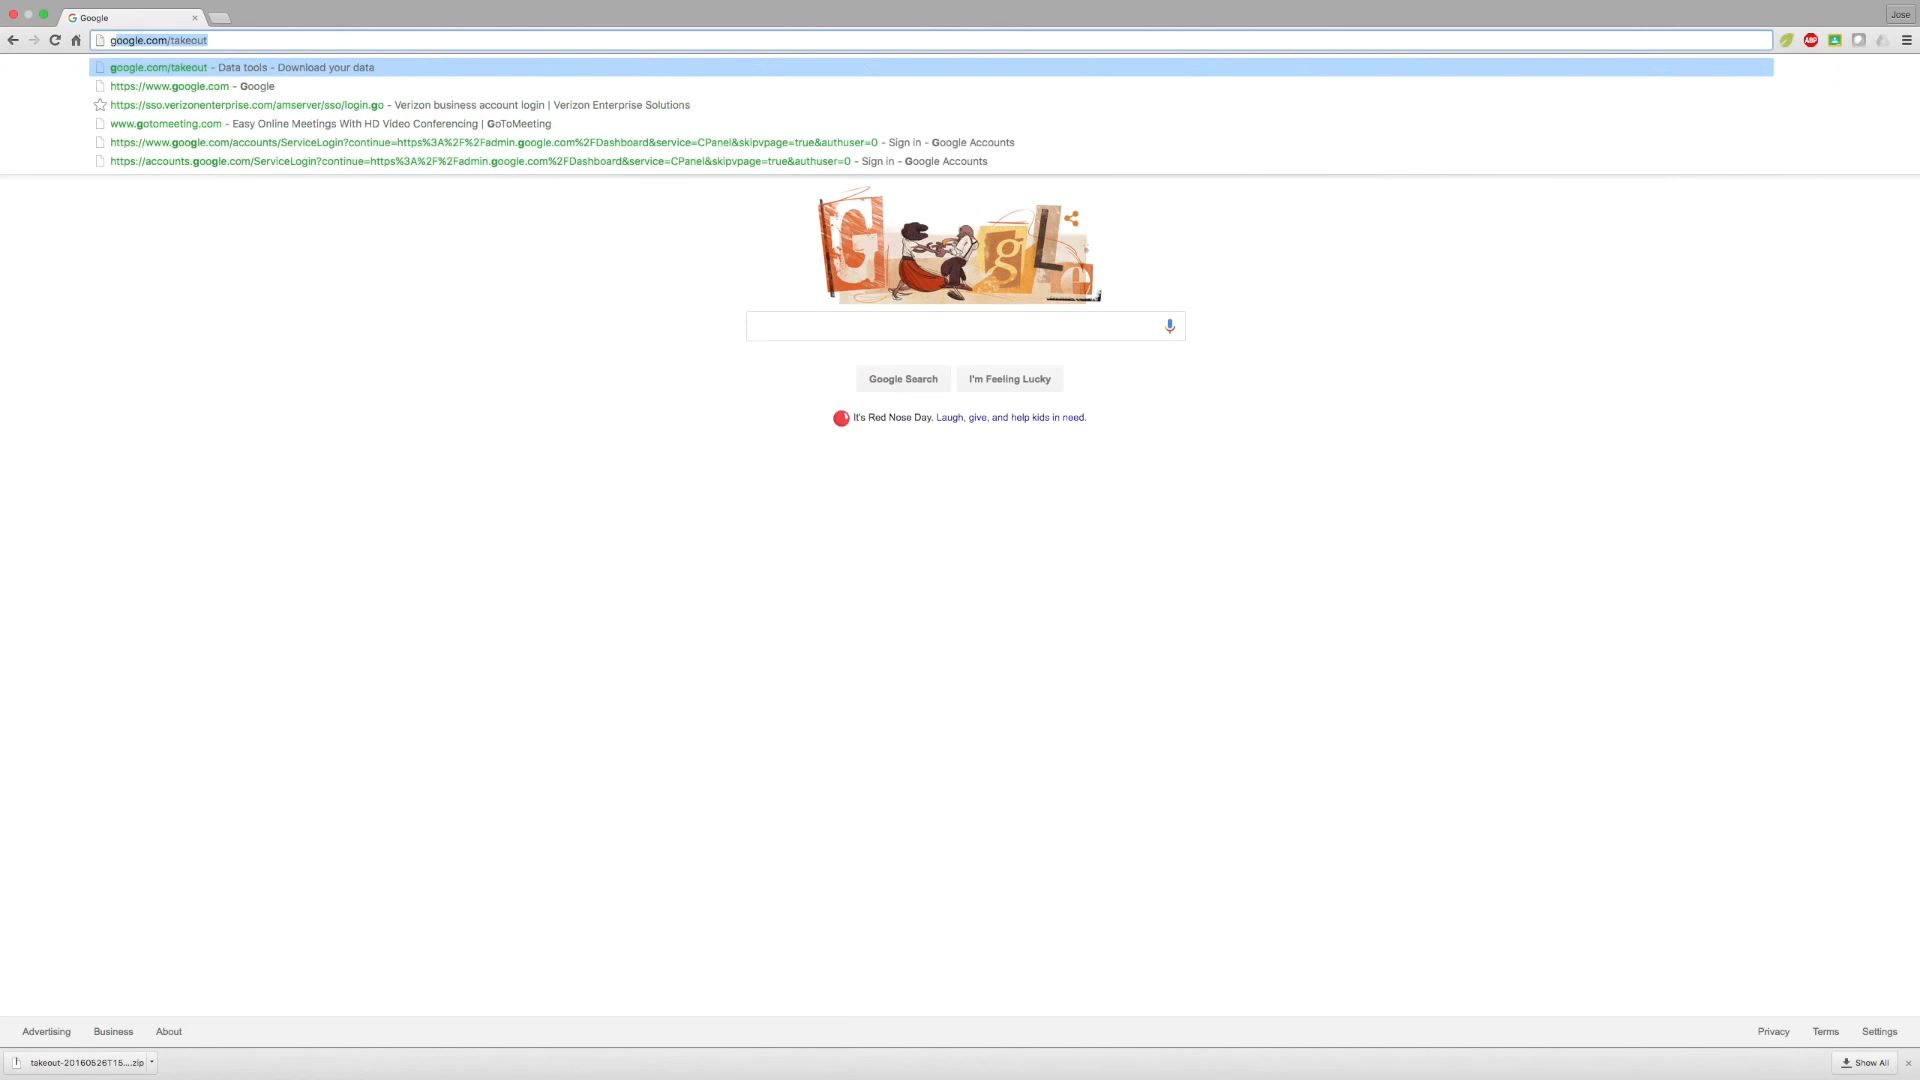 Google
Jose
google.com/takeout
google.com/takeout - Data tools - Download your data
https://www.google.com - Google
https://sso.verizonenterprise.com/amserver/sso/login.go - Verizon business account login | Verizon Enterprise Solutions
www.gotomeeting.com - Easy Online Meetings With HD Video Conferencing | GoToMeeting
https://www.google.com/accounts/ServiceLogin?continue=https%3A%2F%2Fadmin.google.com%2FDashboard&service=CPanel&skipvpage=true&authuser=0 - Sign in - Google Accounts
https://accounts.google.com/ServiceLogin?continue=https%3A%2F%2Fadmin.google.com%2FDashboard&service=CPanel&skipvpage=true&authuser=0 - Sign in - Google Accounts
ABP
G gle
Google Search I'm Feeling Lucky
It's Red Nose Day. Laugh, give, and help kids in need.
Advertising Business About Privacy Terms Settings
takeout-20160526T15....zip Show All